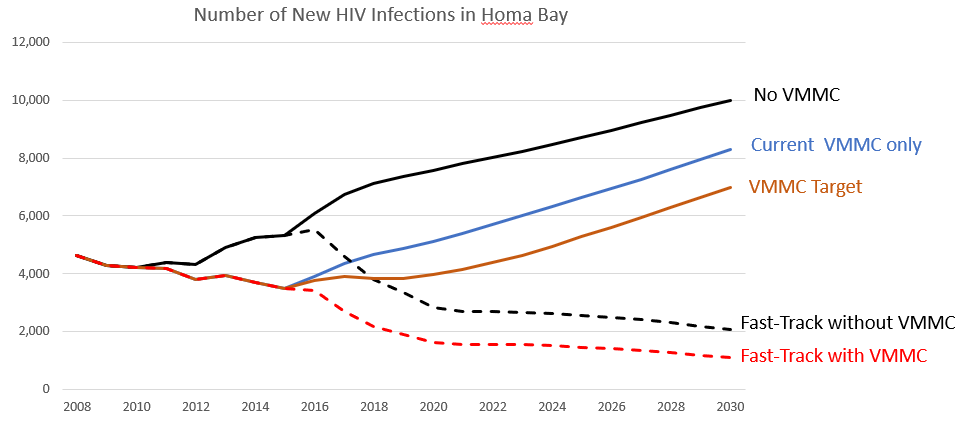 Number of New HIV Infections in Homa Bay
12,000
10,000
8,000
6,000
4,000
2,000
0
2008 2010 2012 2014 2016 2018 2020 2022 2024 2026 2028 2030
No VMMC
Current VMMC only
VMMC Target
Fast-Track without VMMC
Fast-Track with VMMC